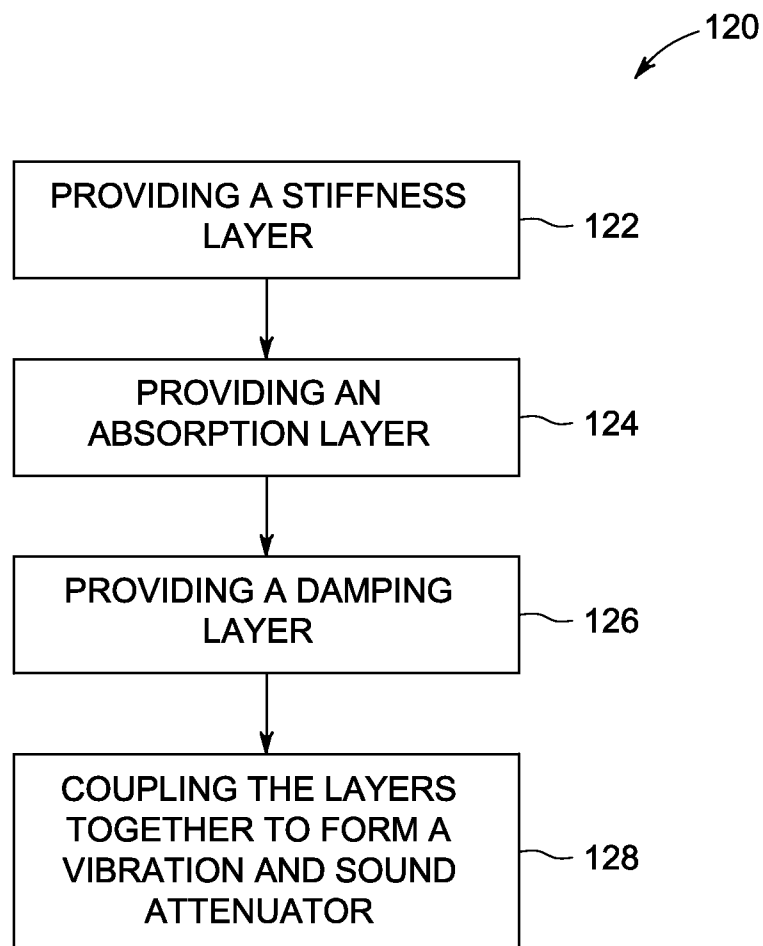 120
PROVIDING A STIFFNESS
LAYER
122
PROVIDING AN
ABSORPTION LAYER
124
PROVIDING A DAMPING
LAYER
126
COUPLING THE LAYERS
TOGETHER TO FORM A
VIBRATION AND SOUND
ATTENUATOR
128